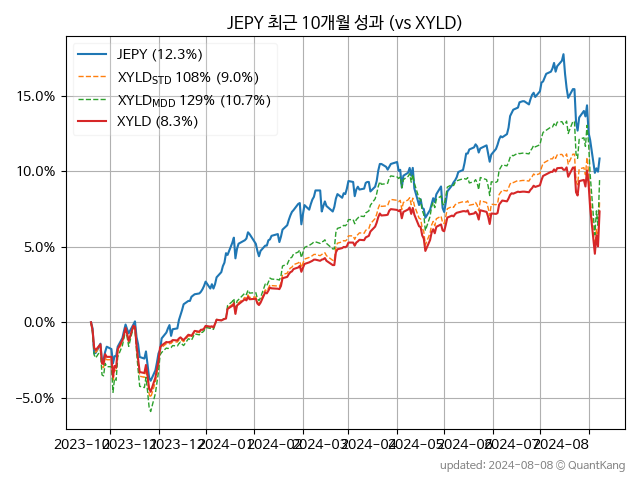 JEPY 최근 10개월 성과 (vs XYLD)
JEPY (12.3%)
XYLD_STD 108% (9.0%)
XYLD_MDD 129% (10.7%)
XYLD (8.3%)
15.0%
10.0%
5.0%
0.0%
−5.0%
2023-10 2023-11 2023-12 2024-01 2024-02 2024-03 2024-04 2024-05 2024-06 2024-07 2024-08
updated: 2024-08-08 © QuantKang